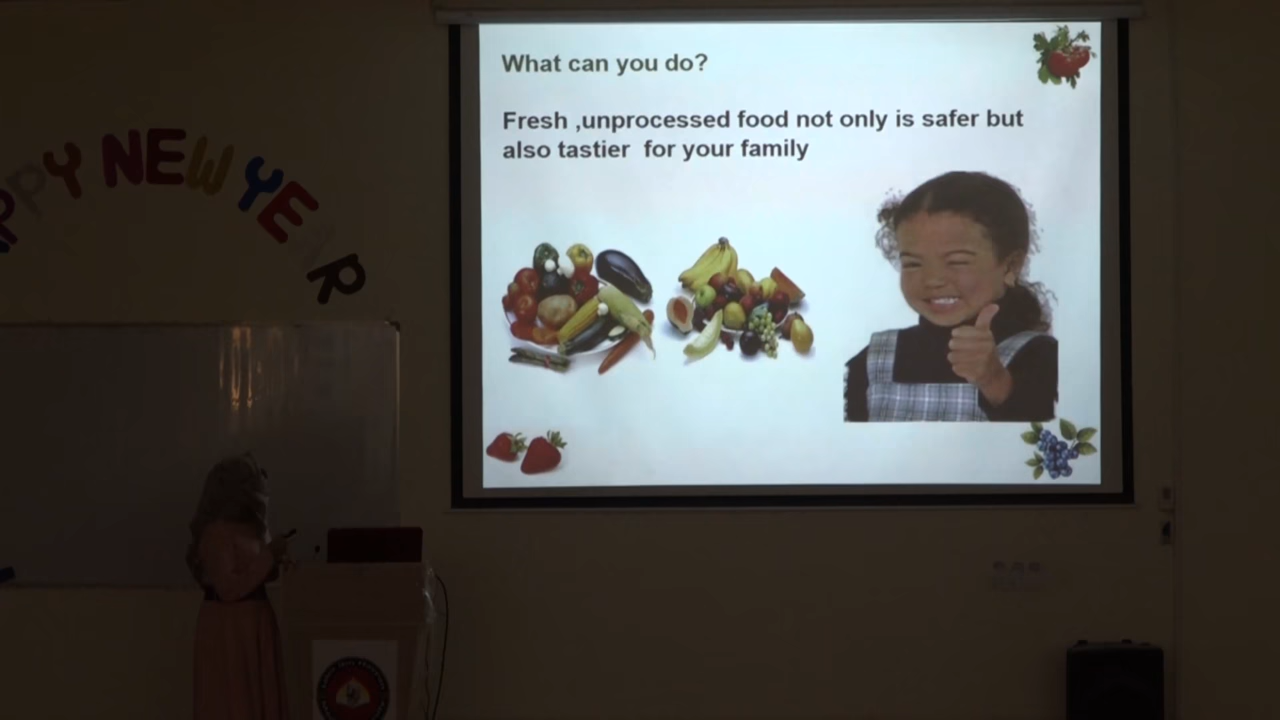 PPY NEW YEAR
What can you do?
Fresh ,unprocessed food not only is safer but
also tastier for your family